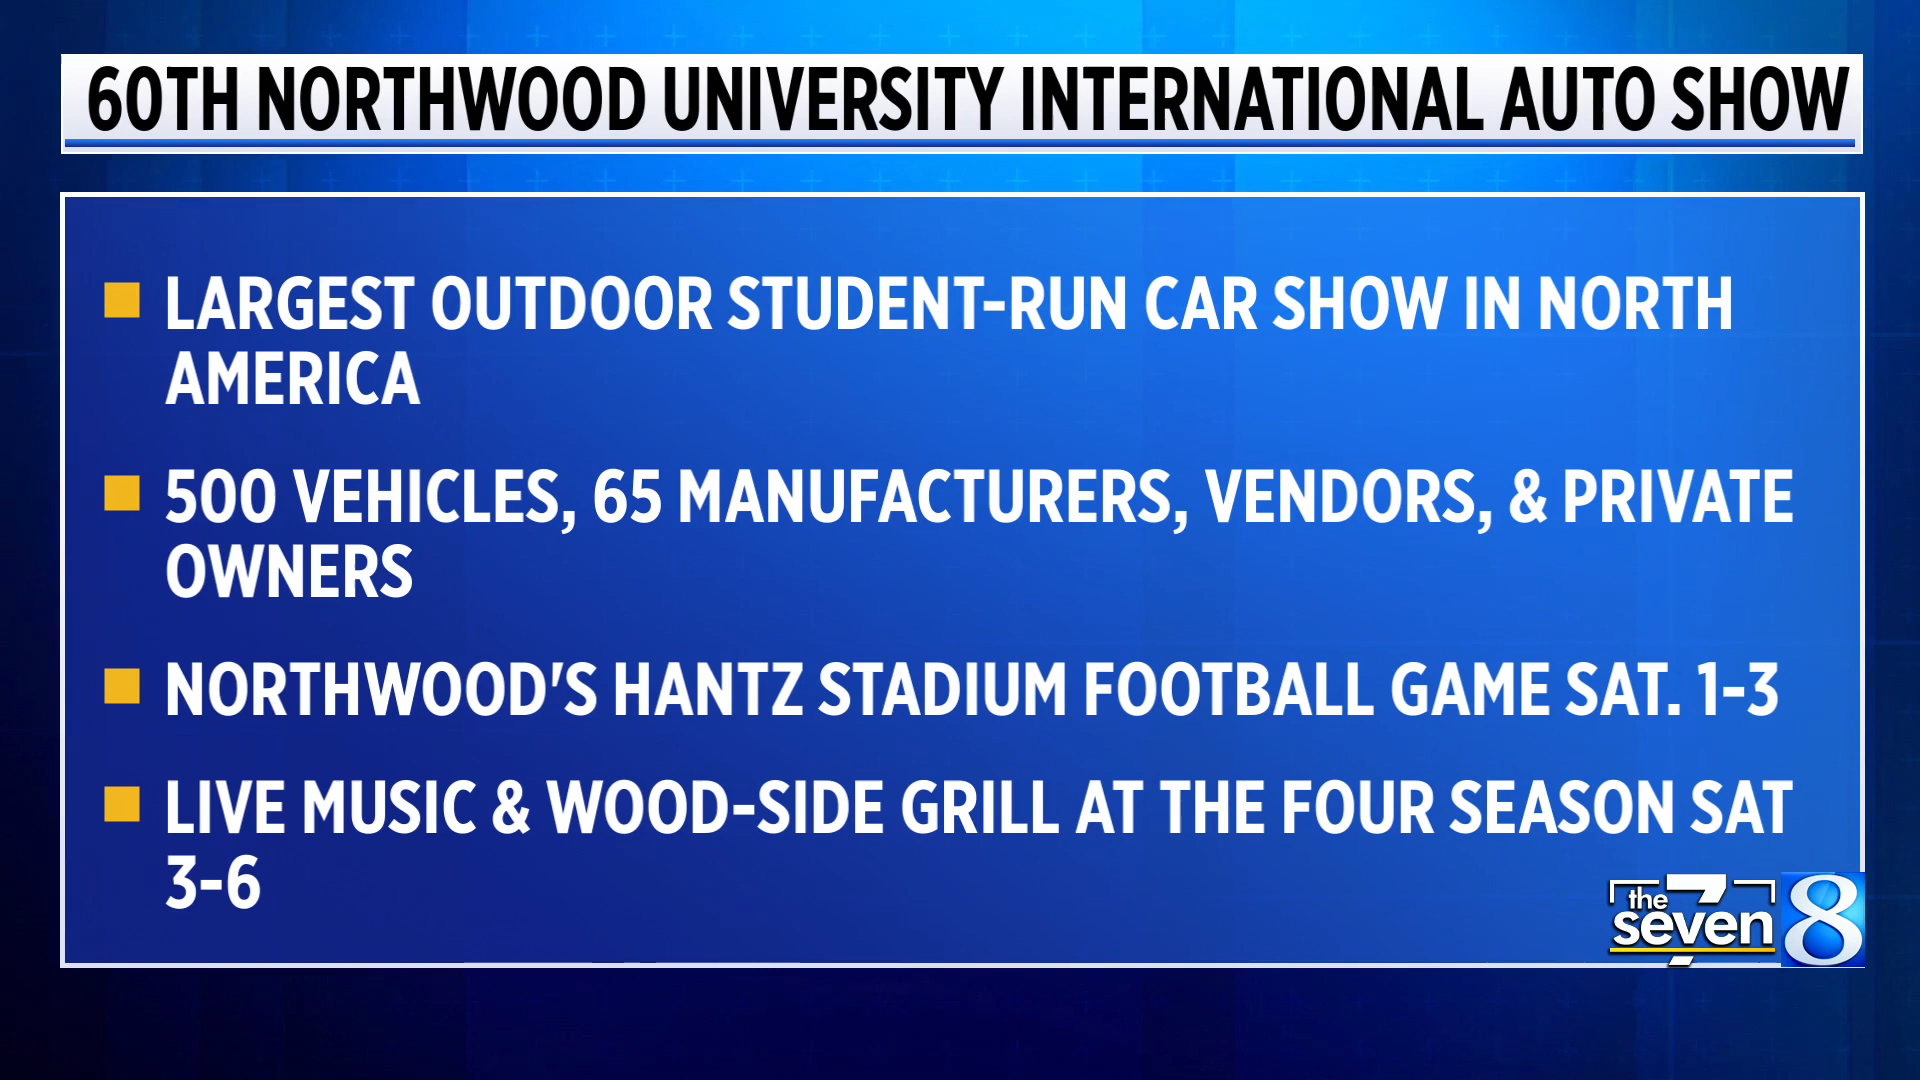 60TH NORTHWOOD UNIVERSITY INTERNATIONAL AUTO SHOW
LARGEST OUTDOOR STUDENT-RUN CAR SHOW IN NORTH
AMERICA
500 VEHICLES, 65 MANUFACTURERS, VENDORS, & PRIVATE
OWNERS
NORTHWOOD'S HANTZ STADIUM FOOTBALL GAME SAT. 1-3
LIVE MUSIC & WOOD-SIDE GRILL AT THE FOUR SEASON SAT
3-6
the
seven
7
8